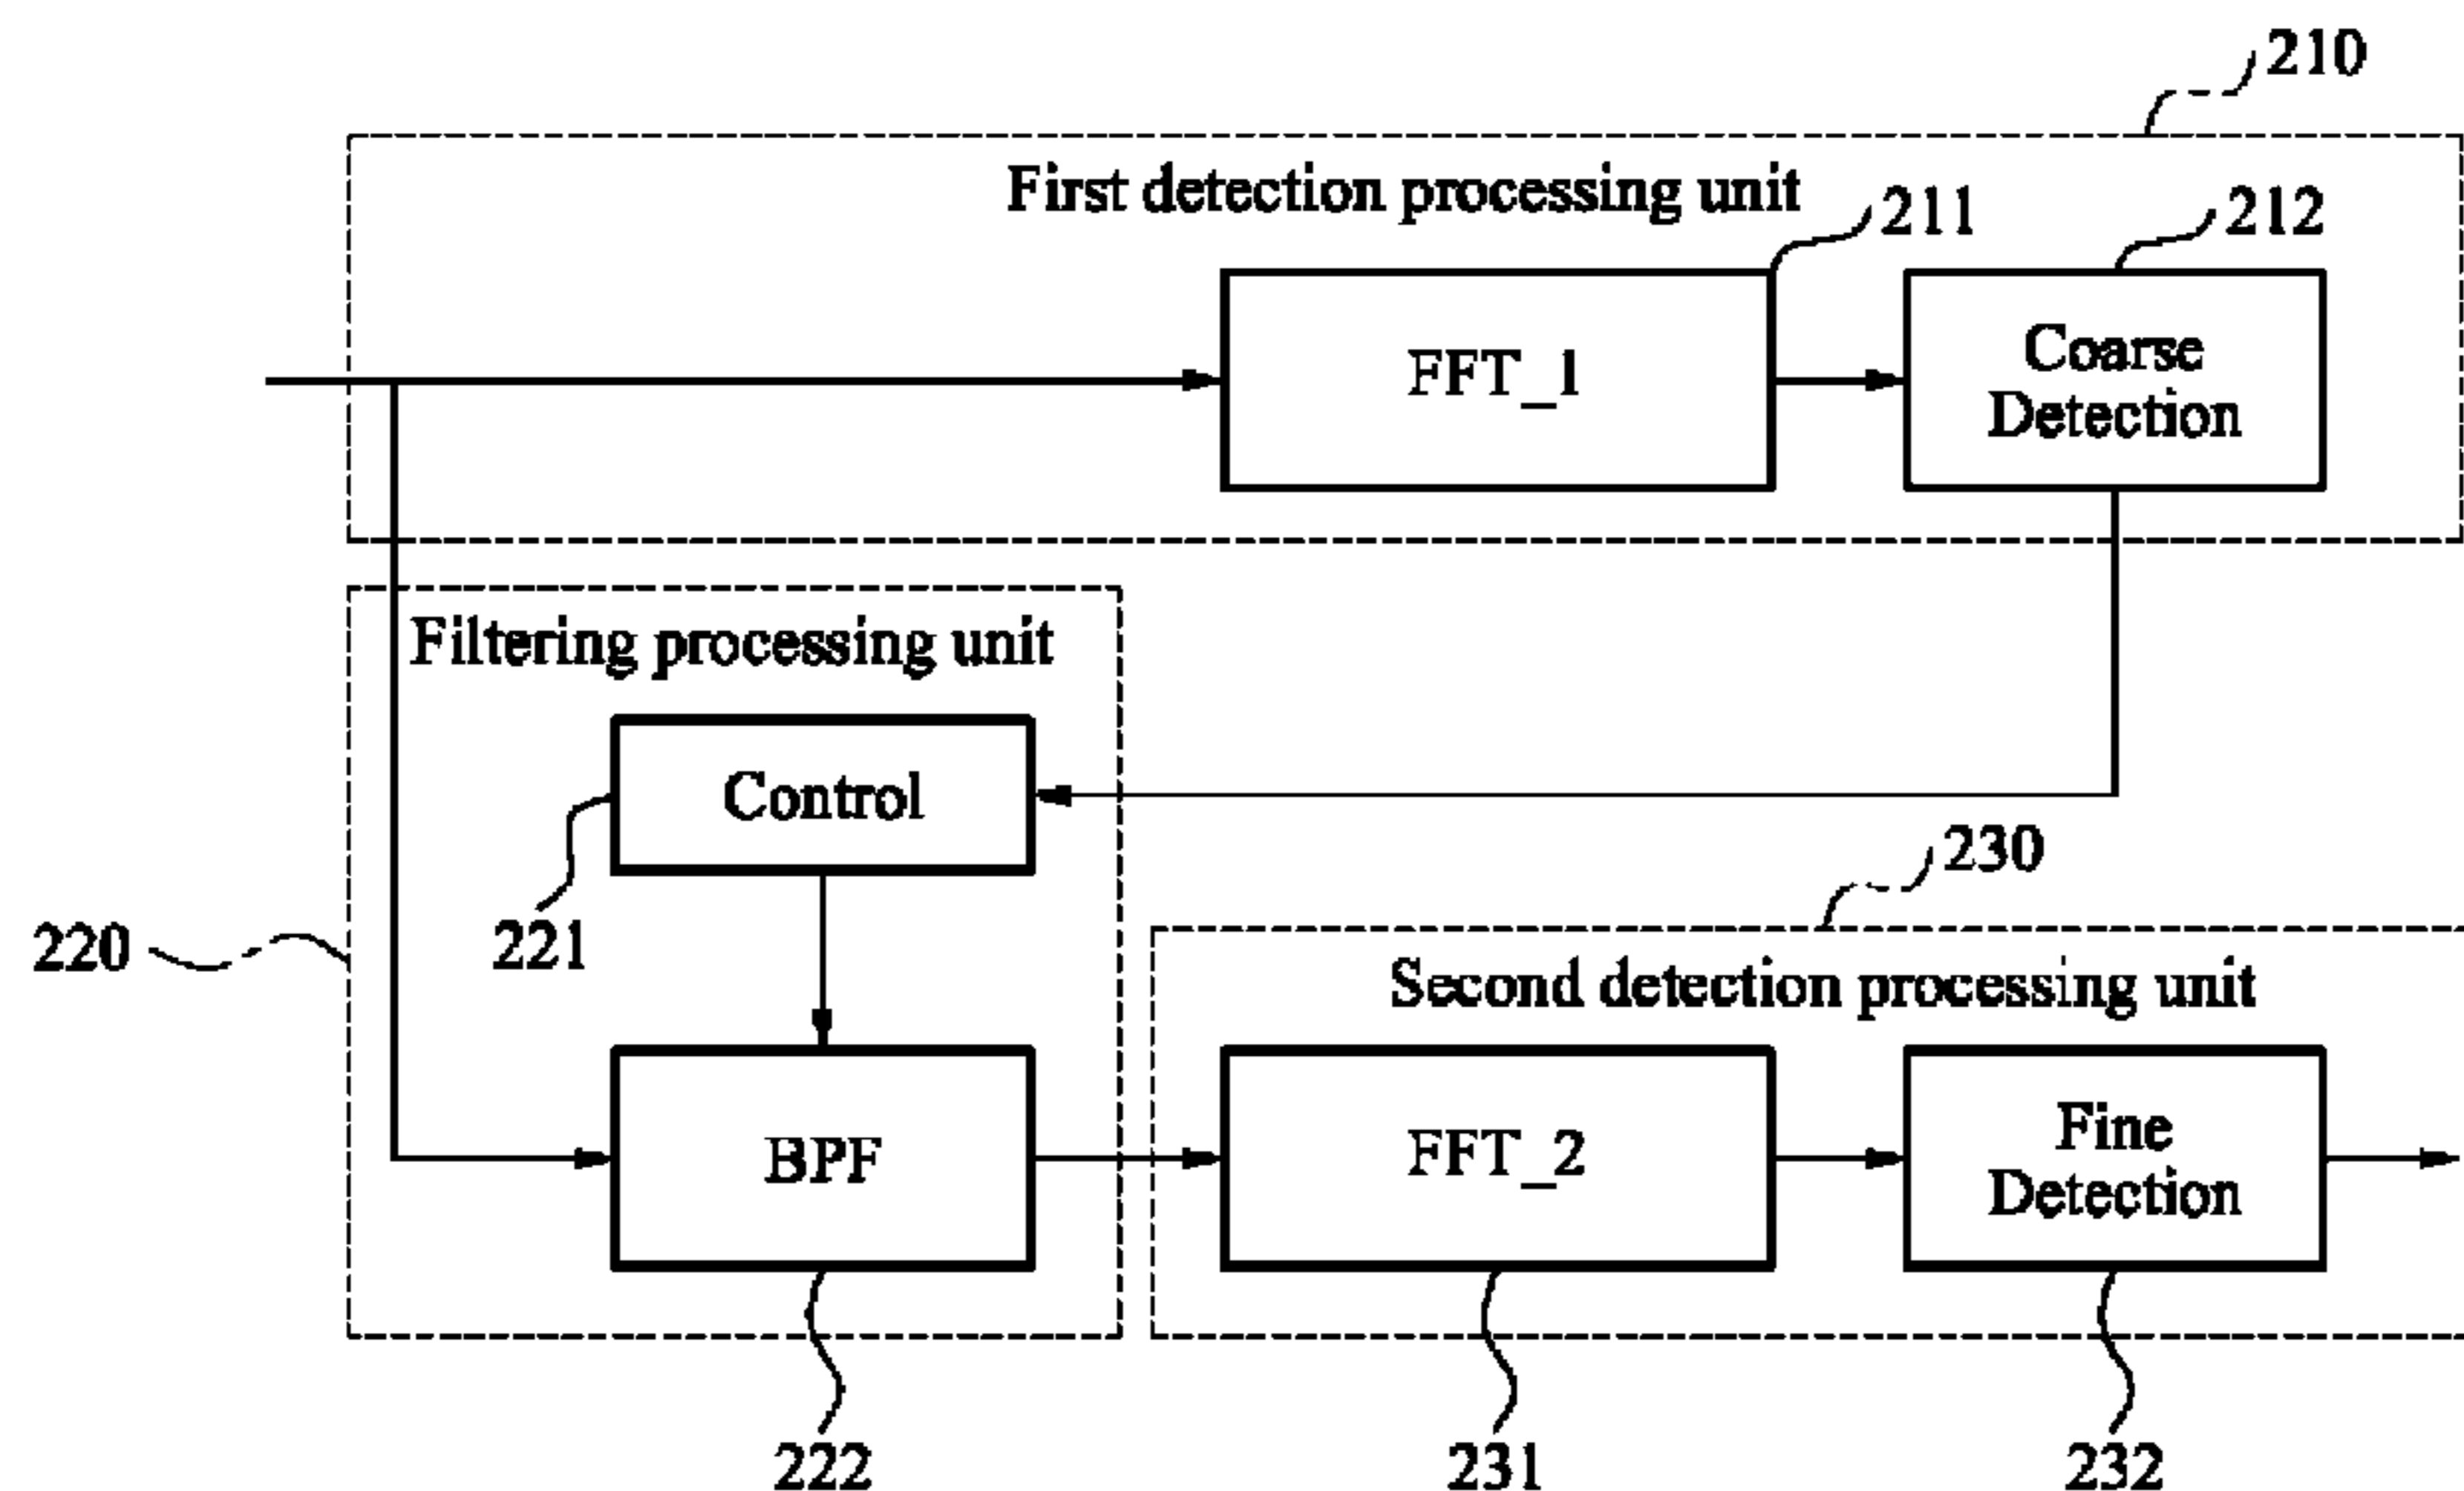 210
First detection processing unit
211
212
FFT_1
Coarse
Detection
Filtering processing unit
Control
221
220
230
Second detection processing unit
BPF
FFT_2
Fine
Detection
222
231
232